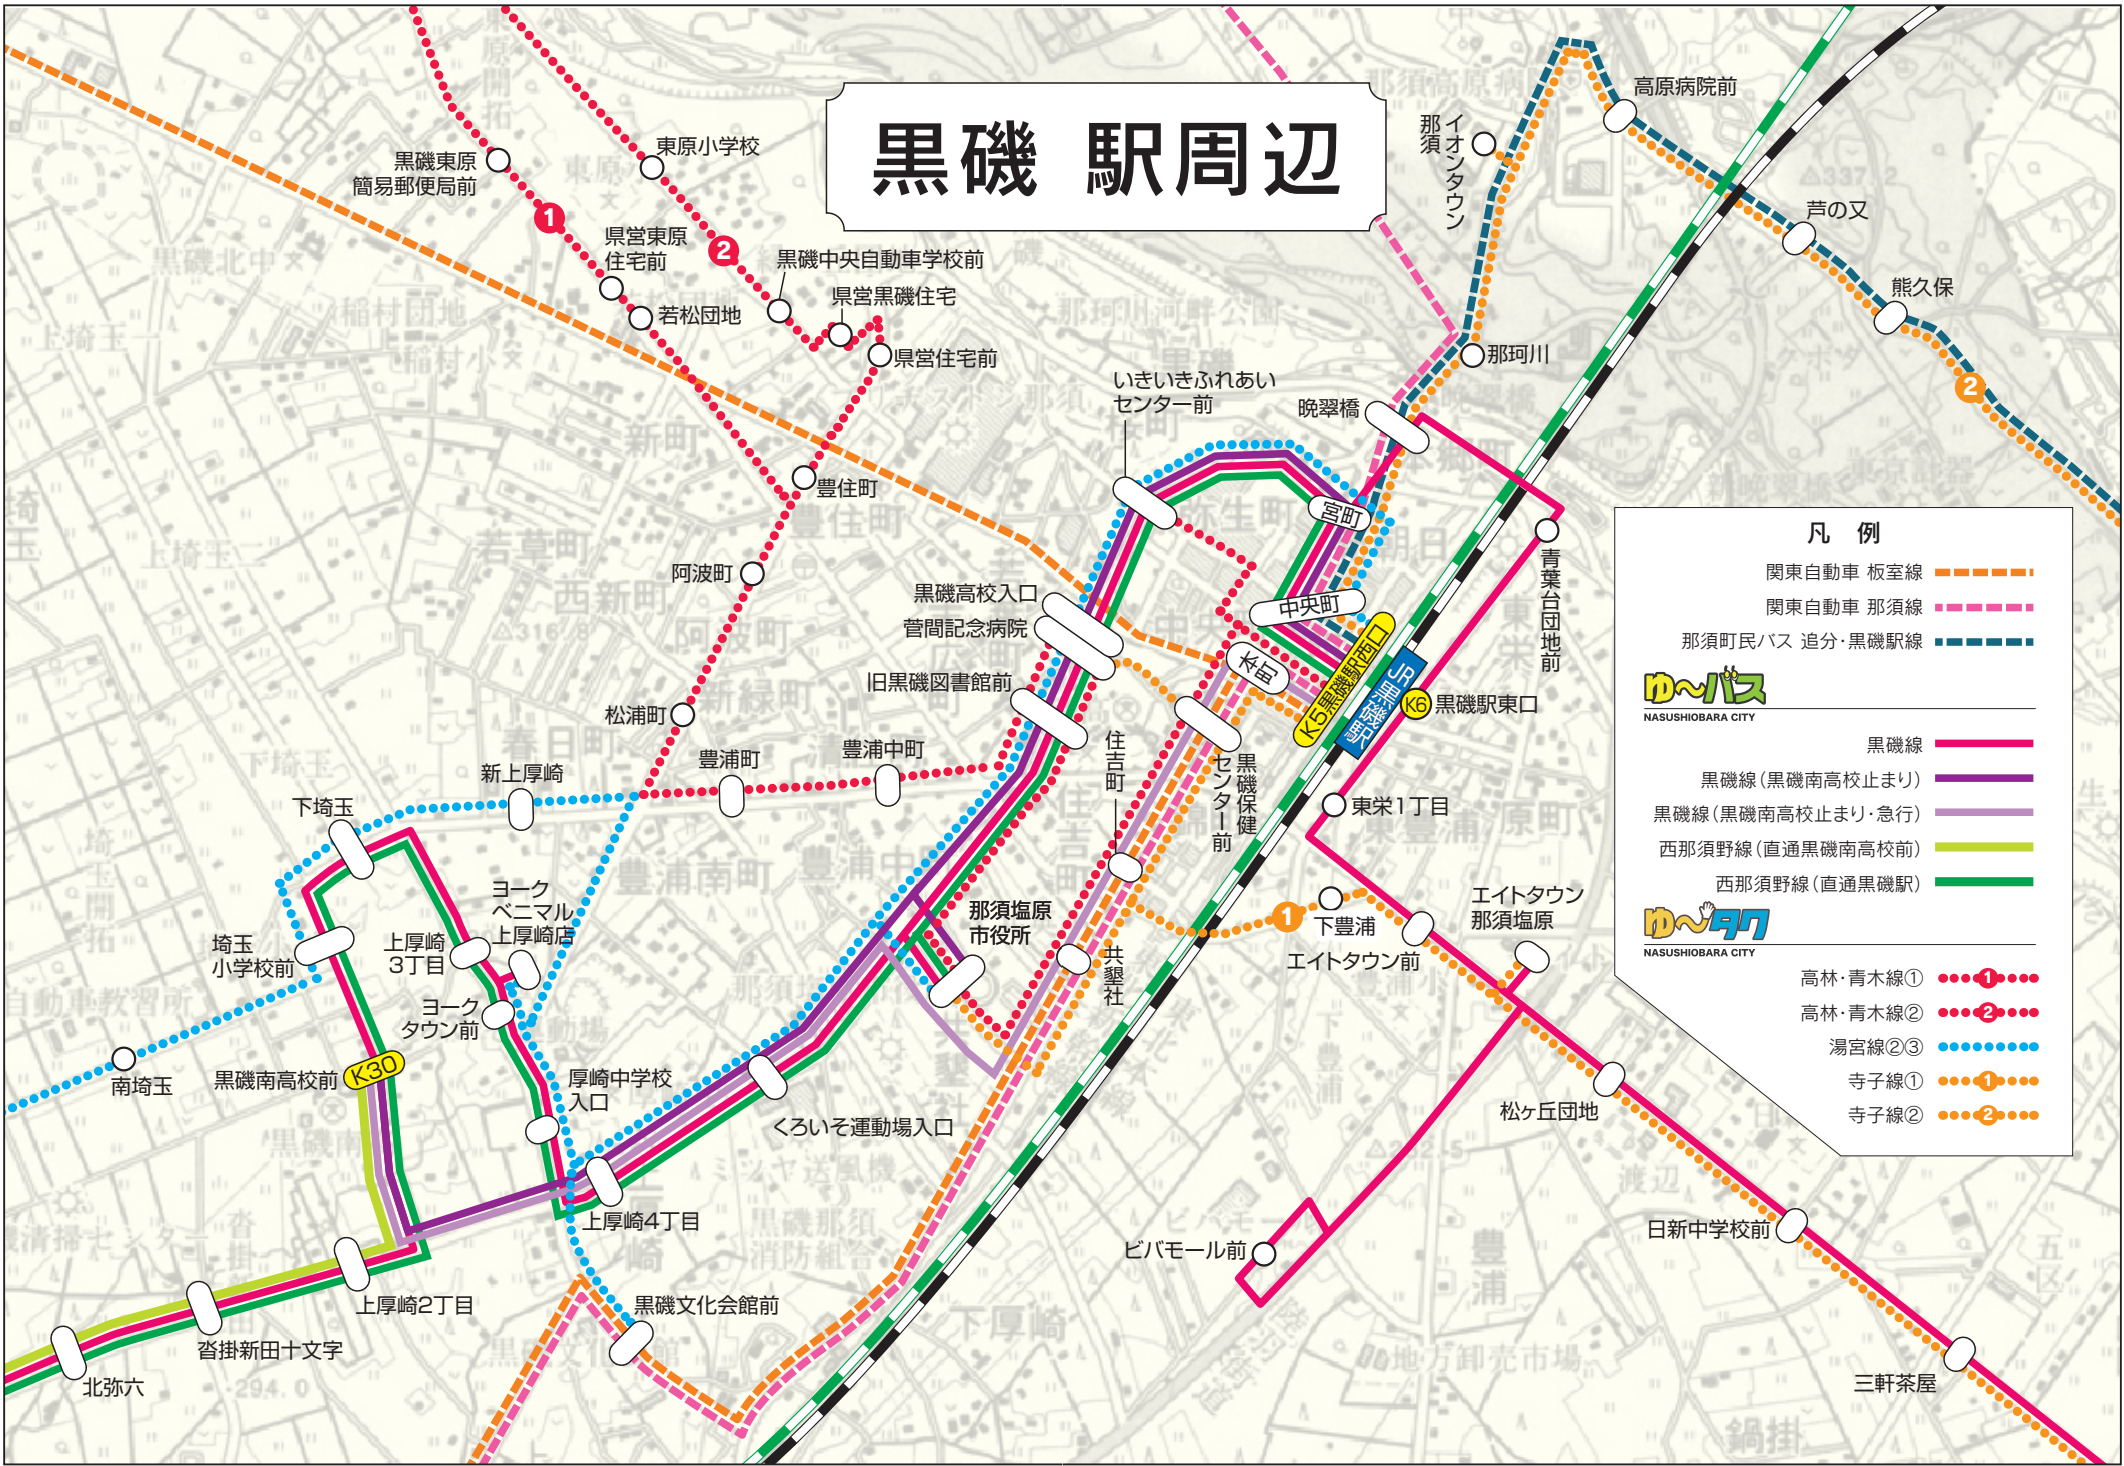 黒磯 駅周辺
高原病院前
イオンタウン
那須
黒磯東原
簡易郵便局前
東原小学校
1
2
県営東原
住宅前
若松団地
黒磯中央自動車学校前
県営黒磯住宅
県営住宅前
芦の又
熊久保
2
那珂川
いきいきふれあい
センター前
晩翠橋
豊住町
宮町
青葉台団地前
阿波町
黒磯高校入口
菅間記念病院
中央町
本町
K5黒磯駅西口
JR黒磯駅
K6
黒磯駅東口
旧黒磯図書館前
松浦町
豊浦町
豊浦中町
新上厚崎
下埼玉
住吉町
黒磯保健
センター前
東栄1丁目
那須塩原
市役所
1
下豊浦
エイトタウン前
エイトタウン
那須塩原
共墾社
ヨーク
ベニマル
上厚崎店
上厚崎
3丁目
埼玉
小学校前
ヨーク
タウン前
南埼玉
黒磯南高校前
K30
厚崎中学校
入口
くろいそ運動場入口
松ヶ丘団地
上厚崎4丁目
日新中学校前
ビバモール前
上厚崎2丁目
黒磯文化会館前
沓掛新田十文字
北弥六
三軒茶屋
凡 例
関東自動車 板室線
関東自動車 那須線
那須町民バス 追分・黒磯駅線
ゆ〜バス
NASUSHIOBARA CITY
黒磯線
黒磯線(黒磯南高校止まり)
黒磯線(黒磯南高校止まり・急行)
西那須野線(直通黒磯南高校前)
西那須野線(直通黒磯駅)
ゆ〜タク
NASUSHIOBARA CITY
高林・青木線① 1
高林・青木線② 2
湯宮線②③
寺子線① 1
寺子線② 2